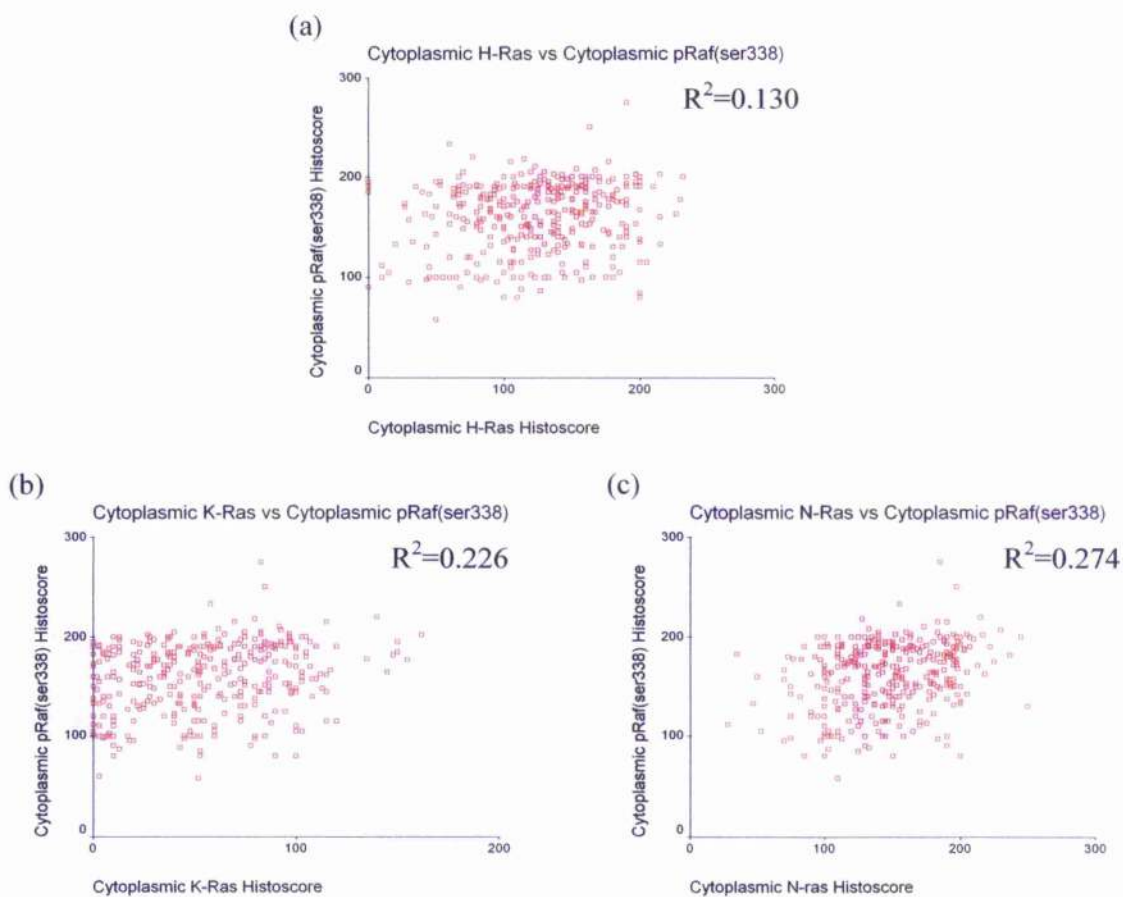 (a)
Cytoplasmic H-Ras vs Cytoplasmic pRaf(ser338)
R²=0.130
Cytoplasmic pRaf(ser338) Histoscore
300
200
100
0
0 100 200 300
Cytoplasmic H-Ras Histoscore
(b)
Cytoplasmic K-Ras vs Cytoplasmic pRaf(ser338)
R²=0.226
Cytoplasmic pRaf(ser338) Histoscore
300
200
100
0
0 100 200
Cytoplasmic K-Ras Histoscore
(c)
Cytoplasmic N-Ras vs Cytoplasmic pRaf(ser338)
R²=0.274
Cytoplasmic pRaf(ser338) Histoscore
300
200
100
0
0 100 200 300
Cytoplasmic N-ras Histoscore